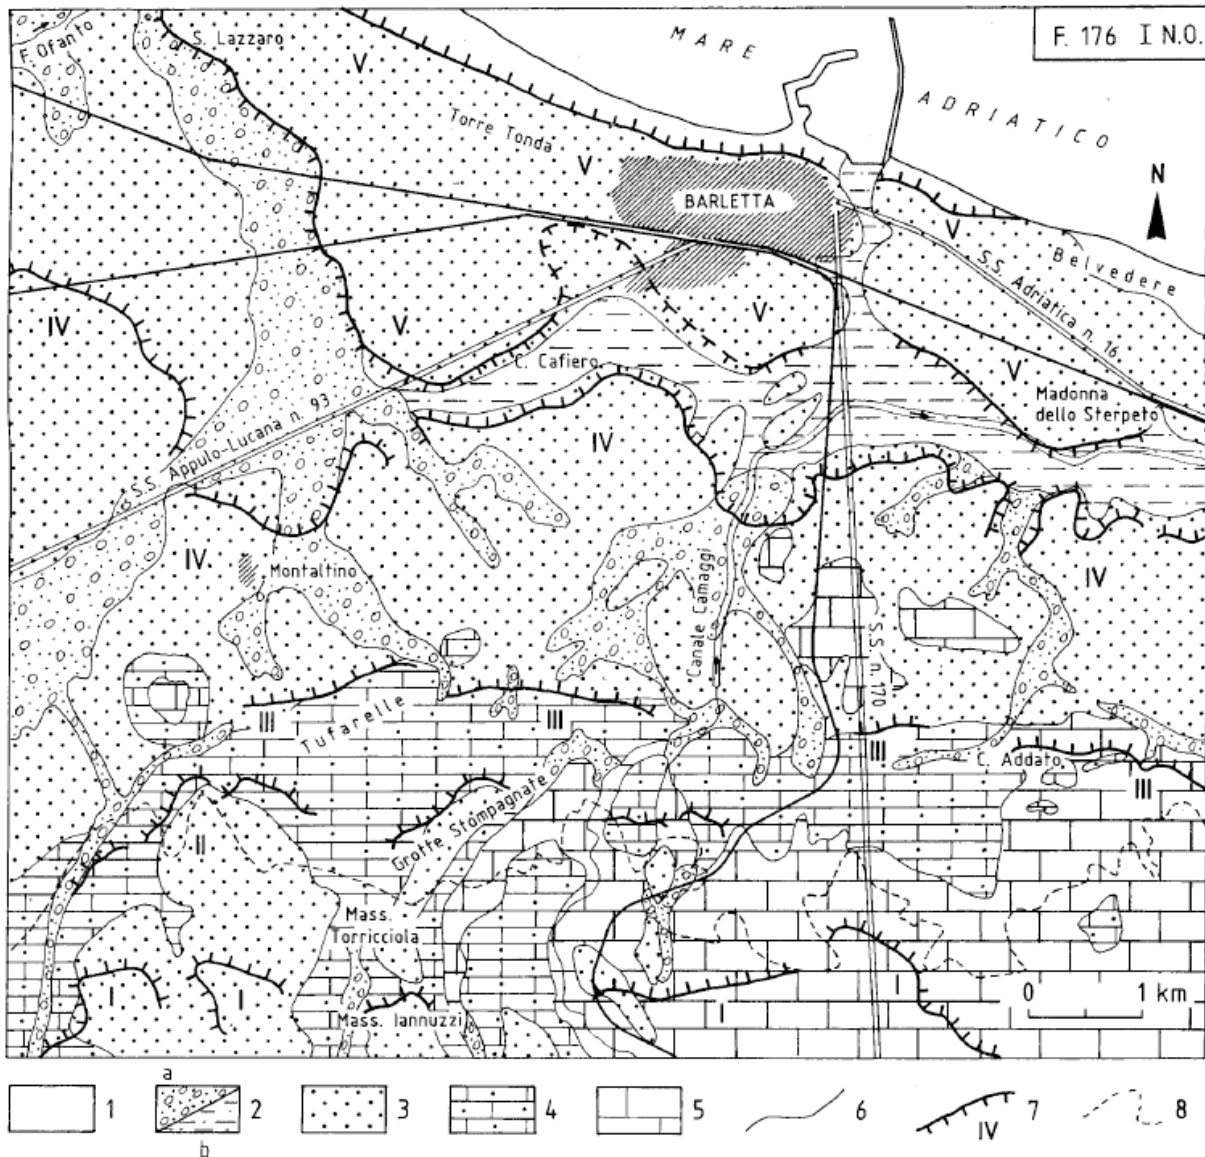 F. 176 I N.O.
MARE
ADRIATICO
N
F. Ofanto
S. Lazzaro
V
Torre Tonda
V
BARLETTA
V
Belvedere
S.S. Adriatica n. 16
IV
V
V
C. Cafiero
V
Madonna
dello Sterpeto
S.S. Appulo-Lucana n. 93
IV
IV
Montaltino
IV
Canale Camaggi
S.S. n. 170
III
Tufarelle
III
III
C. Addato
III
Grotte Stompagnate
II
Mass.
Torricciola
I
I
Mass. Iannuzzi
I
I
0 1 km
a
1
2
3
4
5
6
7
8
IV
b